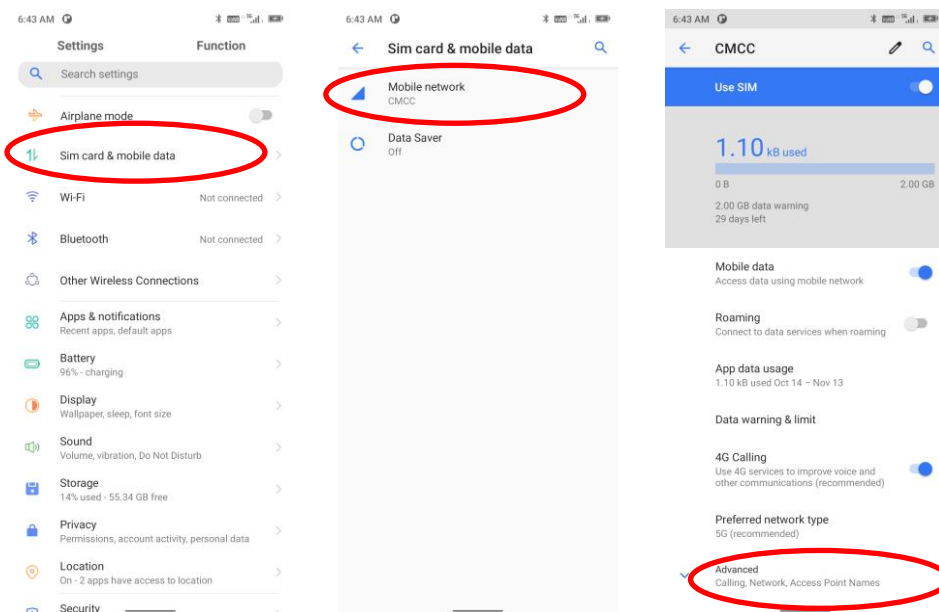 6:43 AM
Settings Function
Search settings
Airplane mode
Sim card & mobile data
Wi-Fi Not connected
Bluetooth Not connected
Other Wireless Connections
Apps & notifications
Recent apps, default apps
Battery
96% - charging
Display
Wallpaper, sleep, font size
Sound
Volume, vibration, Do Not Disturb
Storage
14% used - 55.34 GB free
Privacy
Permissions, account activity, personal data
Location
On - 2 apps have access to location
Security
6:43 AM
Sim card & mobile data
Mobile network
CMCC
Data Saver
Off
6:43 AM
CMCC
Use SIM
1.10 kB used
0 B 2.00 GB
2.00 GB data warning
29 days left
Mobile data
Access data using mobile network
Roaming
Connect to data services when roaming
App data usage
1.10 kB used Oct 14 – Nov 13
Data warning & limit
4G Calling
Use 4G services to improve voice and
other communications (recommended)
Preferred network type
5G (recommended)
Advanced
Calling, Network, Access Point Names